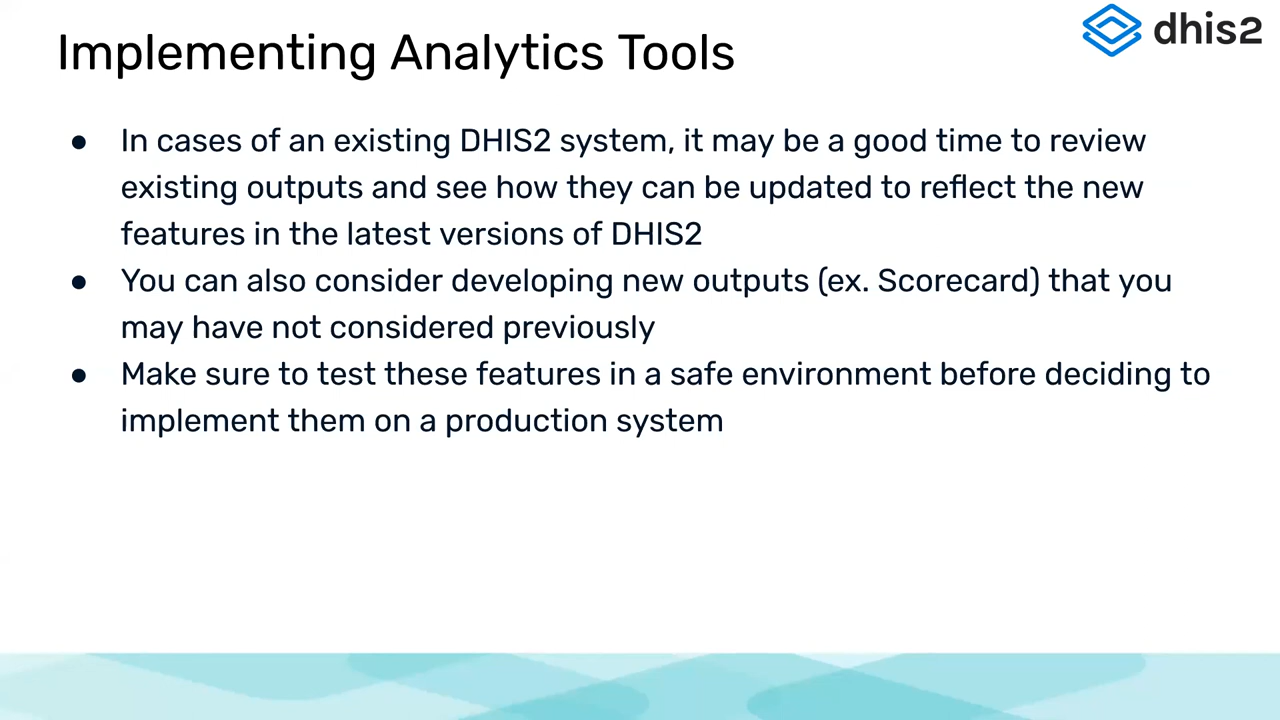 Implementing Analytics Tools
dhis2
● In cases of an existing DHIS2 system, it may be a good time to review
existing outputs and see how they can be updated to reflect the new
features in the latest versions of DHIS2
● You can also consider developing new outputs (ex. Scorecard) that you
may have not considered previously
● Make sure to test these features in a safe environment before deciding to
implement them on a production system